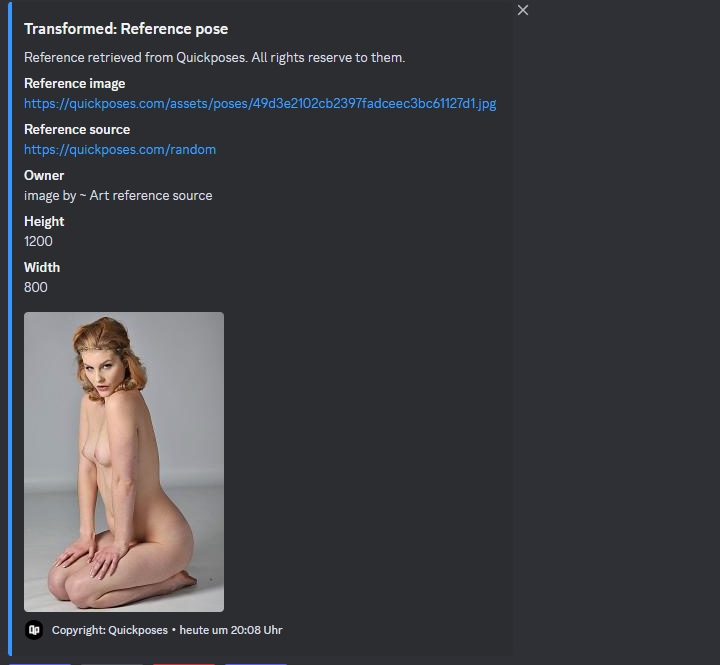 Transformed: Reference pose
Reference retrieved from Quickposes. All rights reserve to them.
Reference image
https://quickposes.com/assets/poses/49d3e2102cb2397fadceec3bc61127d1.jpg
Reference source
https://quickposes.com/random
Owner
image by ~ Art reference source
Height
1200
Width
800
Copyright: Quickposes • heute um 20:08 Uhr